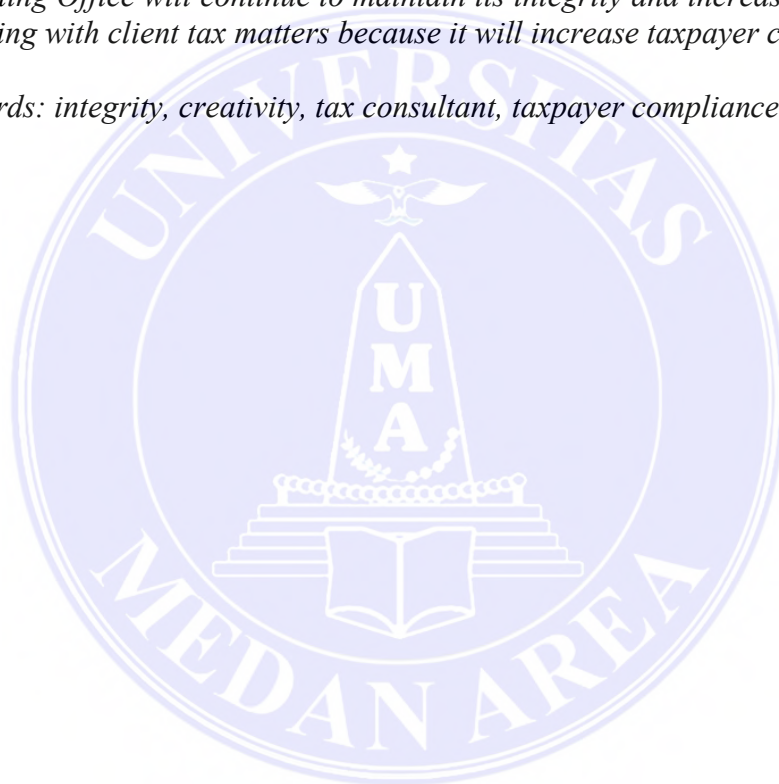 ing Office will continue to maintain its integrity and increas
ing with client tax matters because it will increase taxpayer c
rds: integrity, creativity, tax consultant, taxpayer compliance
UNIVERSITAS
UMA
MEDAN AREA